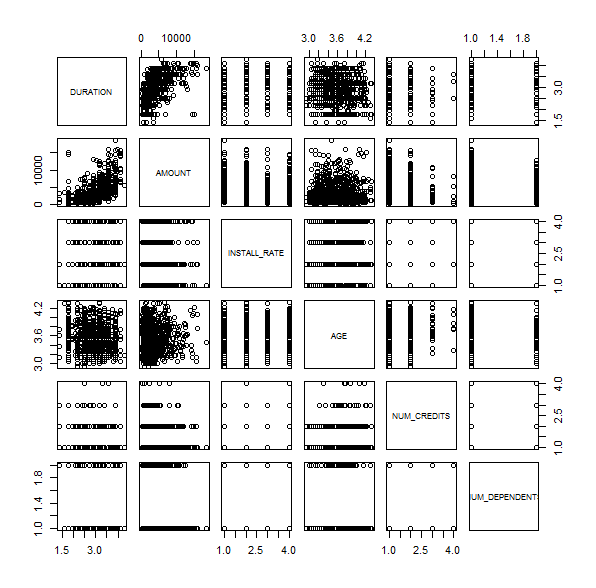 0 10000
3.0 3.6 4.2
1.0 1.4 1.8
DURATION
1.5 3.0
AMOUNT
0 10000
INSTALL_RATE
1.0 2.5 4.0
AGE
3.0 3.6 4.2
NUM_CREDITS
1.0 2.5 4.0
UM_DEPENDENT
1.0 1.4 1.8
1.5 3.0
1.0 2.5 4.0
1.0 2.5 4.0